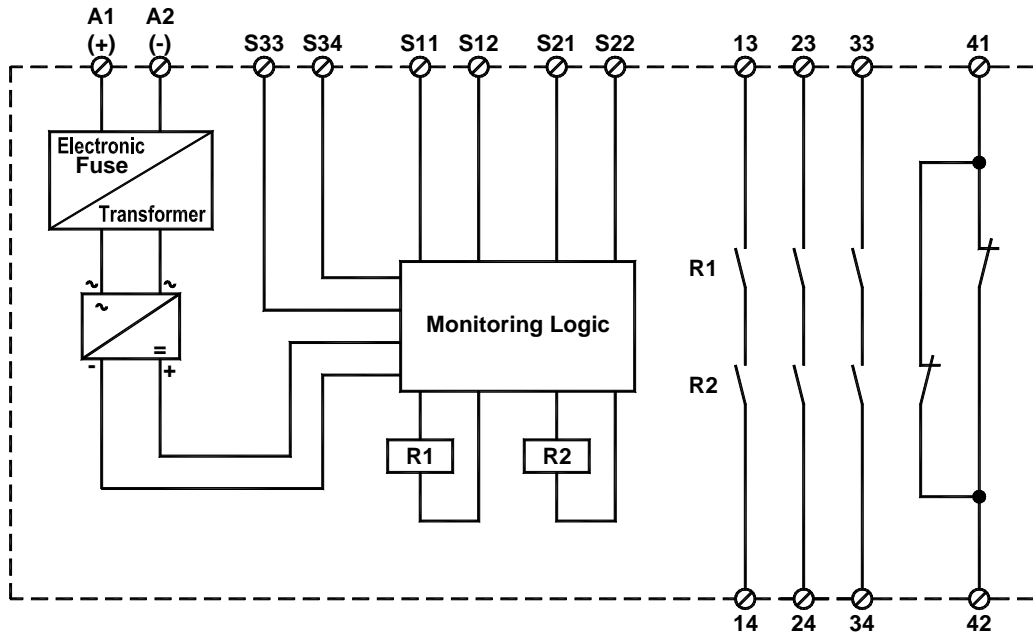 A1 A2
(+) (-) S33 S34 S11 S12 S21 S22 13 23 33 41
Electronic
Fuse
Transformer
~ ~
~
=
- +
Monitoring Logic
R1
R2
R1 R2
14 24 34 42